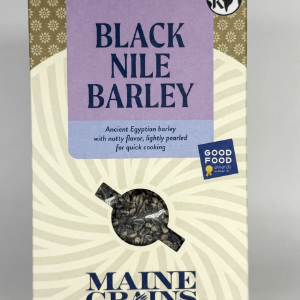 BLACK
NILE
BARLEY
Ancient Egyptian barley
with nutty flavor, lightly pearled
for quick cooking
GOOD
FOOD
MAINE
GRAINS